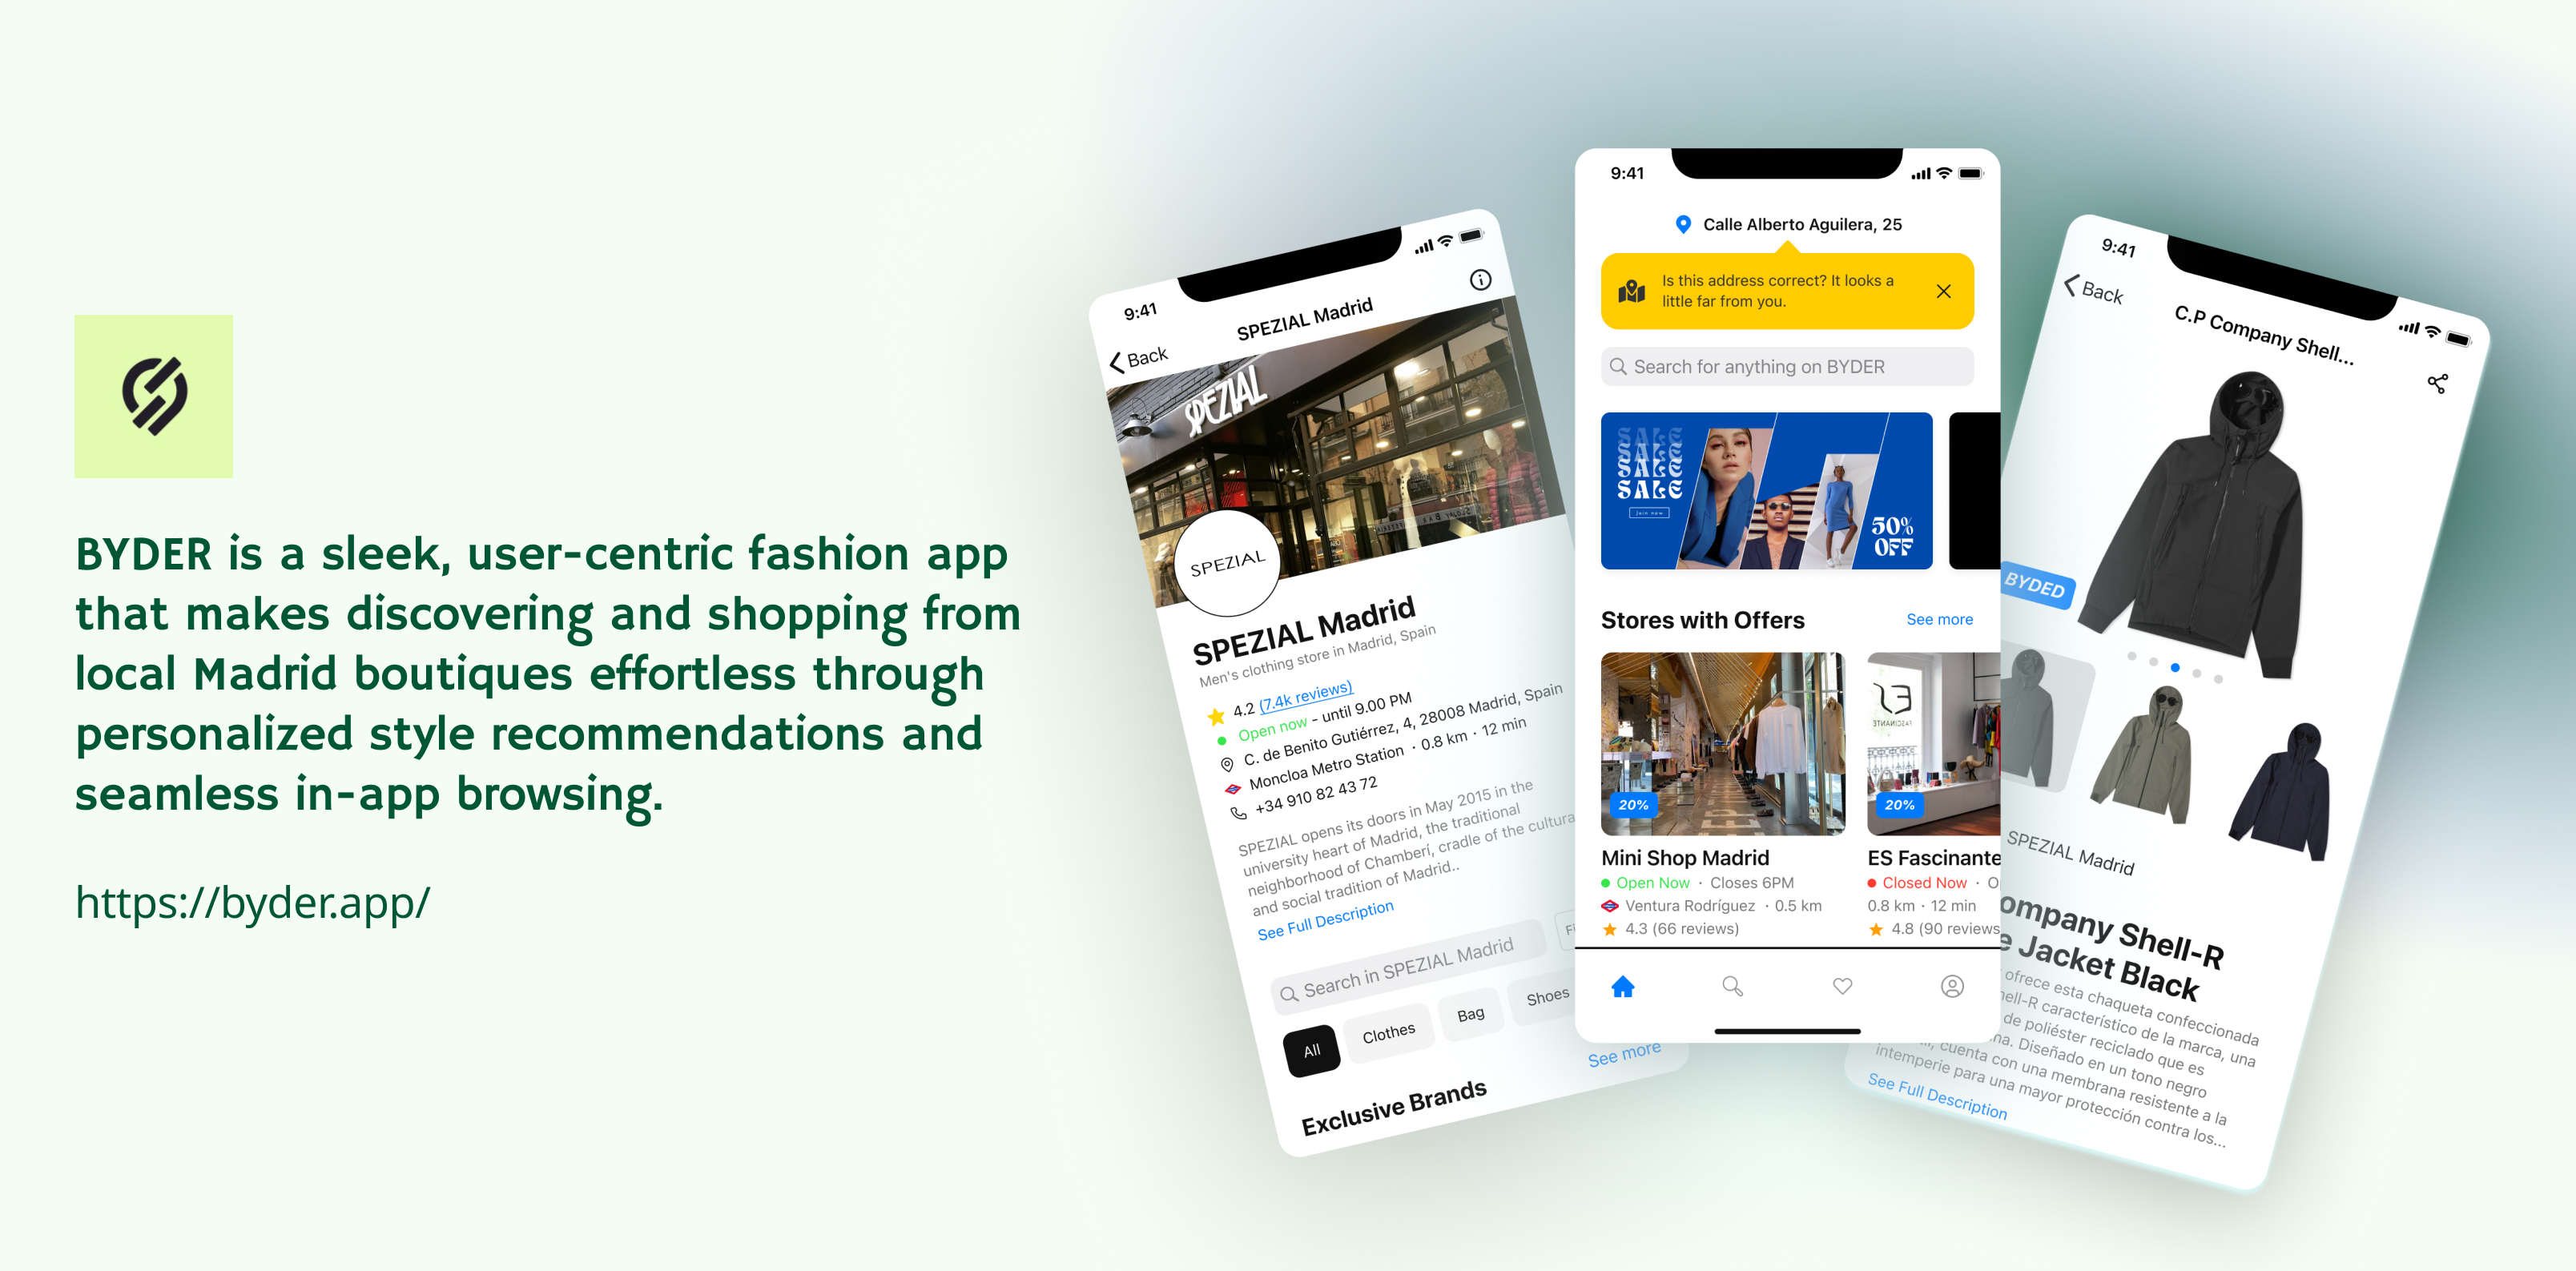 BYDER is a sleek, user-centric fashion app
that makes discovering and shopping from
local Madrid boutiques effortless through
personalized style recommendations and
seamless in-app browsing.
https://byder.app/
9:41
SPEZIAL Madrid
Back
SPEZIAL
SPEZIAL
SPEZIAL Madrid
Men's clothing store in Madrid, Spain
4.2 (7.4k reviews)
Open now - until 9.00 PM
C. de Benito Gutiérrez, 4, 28008 Madrid, Spain
Moncloa Metro Station · 0.8 km · 12 min
+34 910 82 43 72
SPEZIAL opens its doors in May 2015 in the
university heart of Madrid, the traditional
neighborhood of Chamberí, cradle of the cultura
and social tradition of Madrid..
See Full Description
Search in SPEZIAL Madrid
All
Clothes
Bag
Shoes
Exclusive Brands
See more
9:41
Calle Alberto Aguilera, 25
Is this address correct? It looks a
little far from you.
Search for anything on BYDER
SALE
SALE
SALE
SALE
Join now
50%
OFF
Stores with Offers
See more
20%
20%
FASCINANTE
Mini Shop Madrid
Open Now · Closes 6PM
Ventura Rodríguez · 0.5 km
4.3 (66 reviews)
ES Fascinante
Closed Now · O
0.8 km · 12 min
4.8 (90 reviews
9:41
Back
C.P Company Shell...
BYDED
SPEZIAL Madrid
ompany Shell-R
e Jacket Black
ofrece esta chaqueta confeccionada
ell-R característico de la marca, una
de poliéster reciclado que es
na. Diseñado en un tono negro
cuenta con una membrana resistente a la
intemperie para una mayor protección contra los...
See Full Description